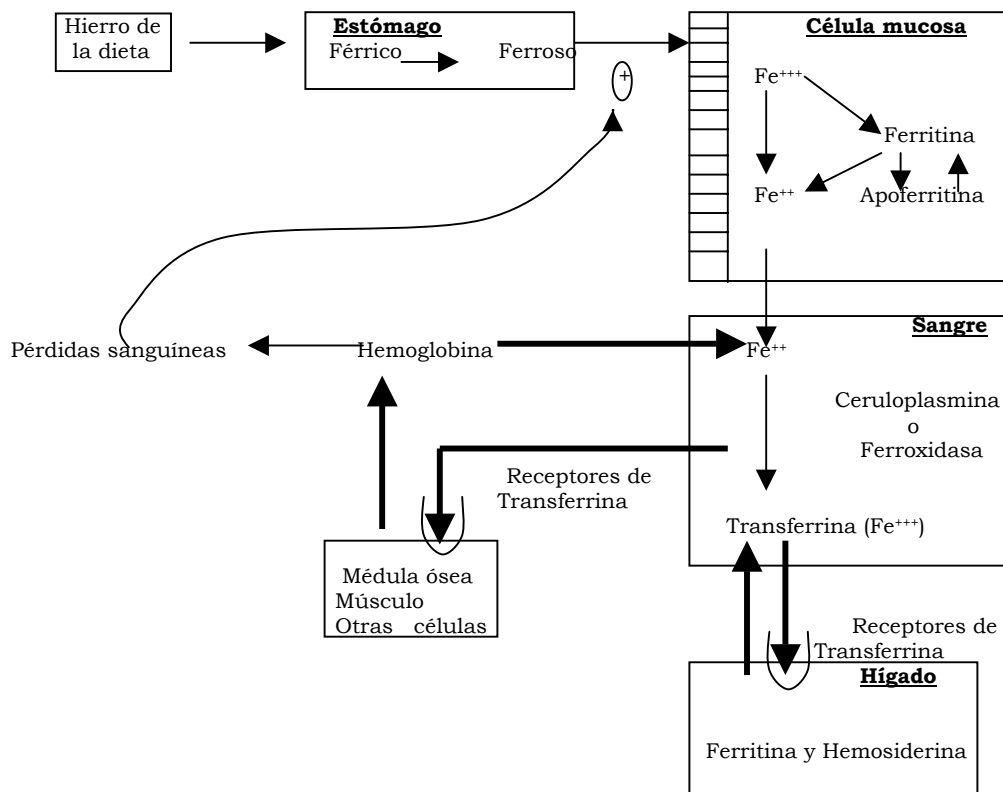 Hierro de
la dieta
Estómago
Férrico Ferroso
+
Célula mucosa
Fe+++
Ferritina
Fe++
Apoferritina
Sangre
Pérdidas sanguíneas
Hemoglobina
Fe++
Ceruloplasmina
o
Ferroxidasa
Receptores de
Transferrina
Transferrina (Fe+++)
Médula ósea
Músculo
Otras células
Receptores de
Transferrina
Hígado
Ferritina y Hemosiderina